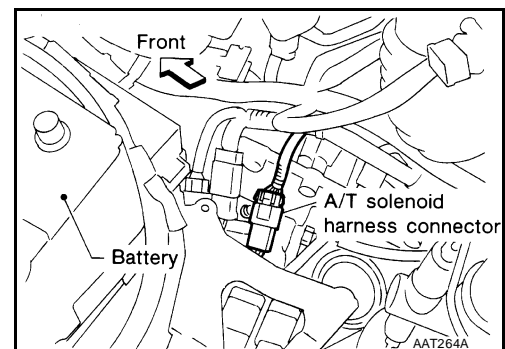 Front
A/T solenoid
harness connector
Battery
AAT264A